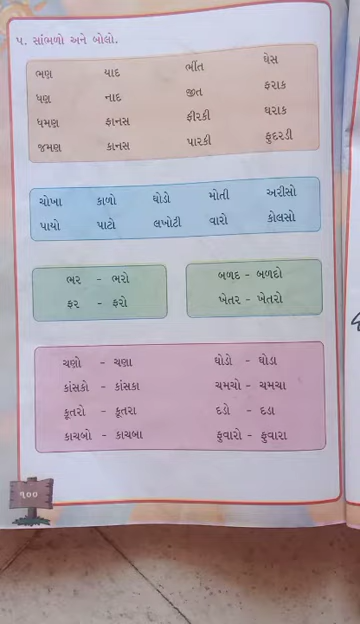 ૫. સાંભળો અને બોલો.
ભણ યાદ ભીંત ઘેસ
ધણ નાદ જીત ફરાક
ધમણ ફાનસ ફીરકી થરાક
જમણ કાનસ પારકી ફુદરડી
ચોખા કાળો ઘોડો મોતી અરીસો
પાયો પાટો લખોટી વારો કોલસો
ભર - ભરો
ફર - ફરો
બળદ - બળદો
ખેતર - ખેતરો
ચણો - ચણા ઘોડો - ઘોડા
કાંસકો - કાંસકા ચમચો - ચમચા
કૂતરો - કૂતરા દડો - દડા
કાચબો - કાચબા ફુવારો - ફુવારા
૧૦૦